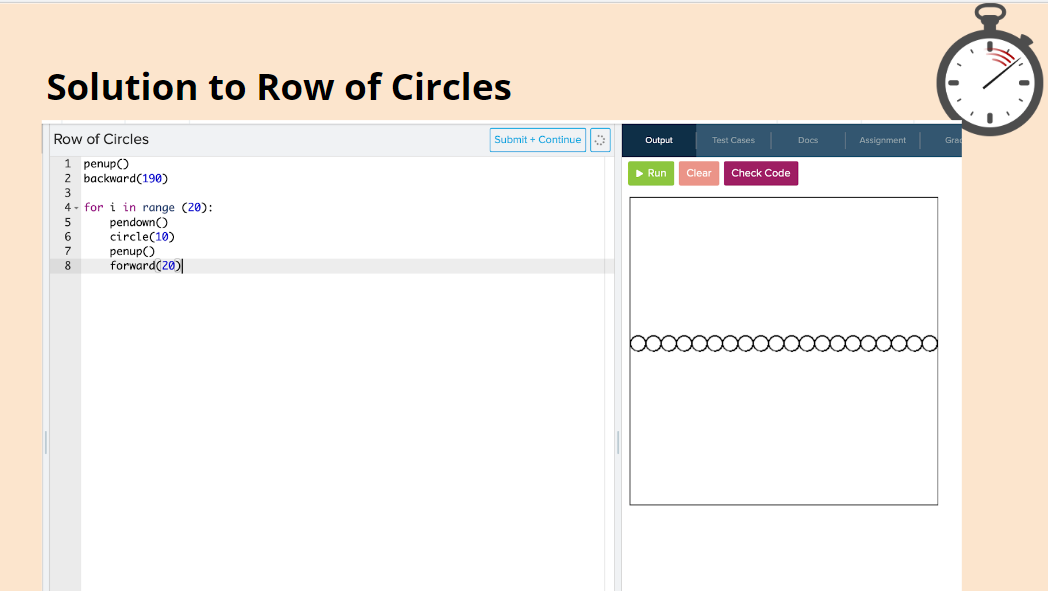 Solution to Row of Circles
Row of Circles
Submit + Continue
1 penup()
2 backward(190)
3
4 for i in range (20):
5 pendown()
6 circle(10)
7 penup()
8 forward(20)
Output Test Cases Docs Assignment
Run Clear Check Code